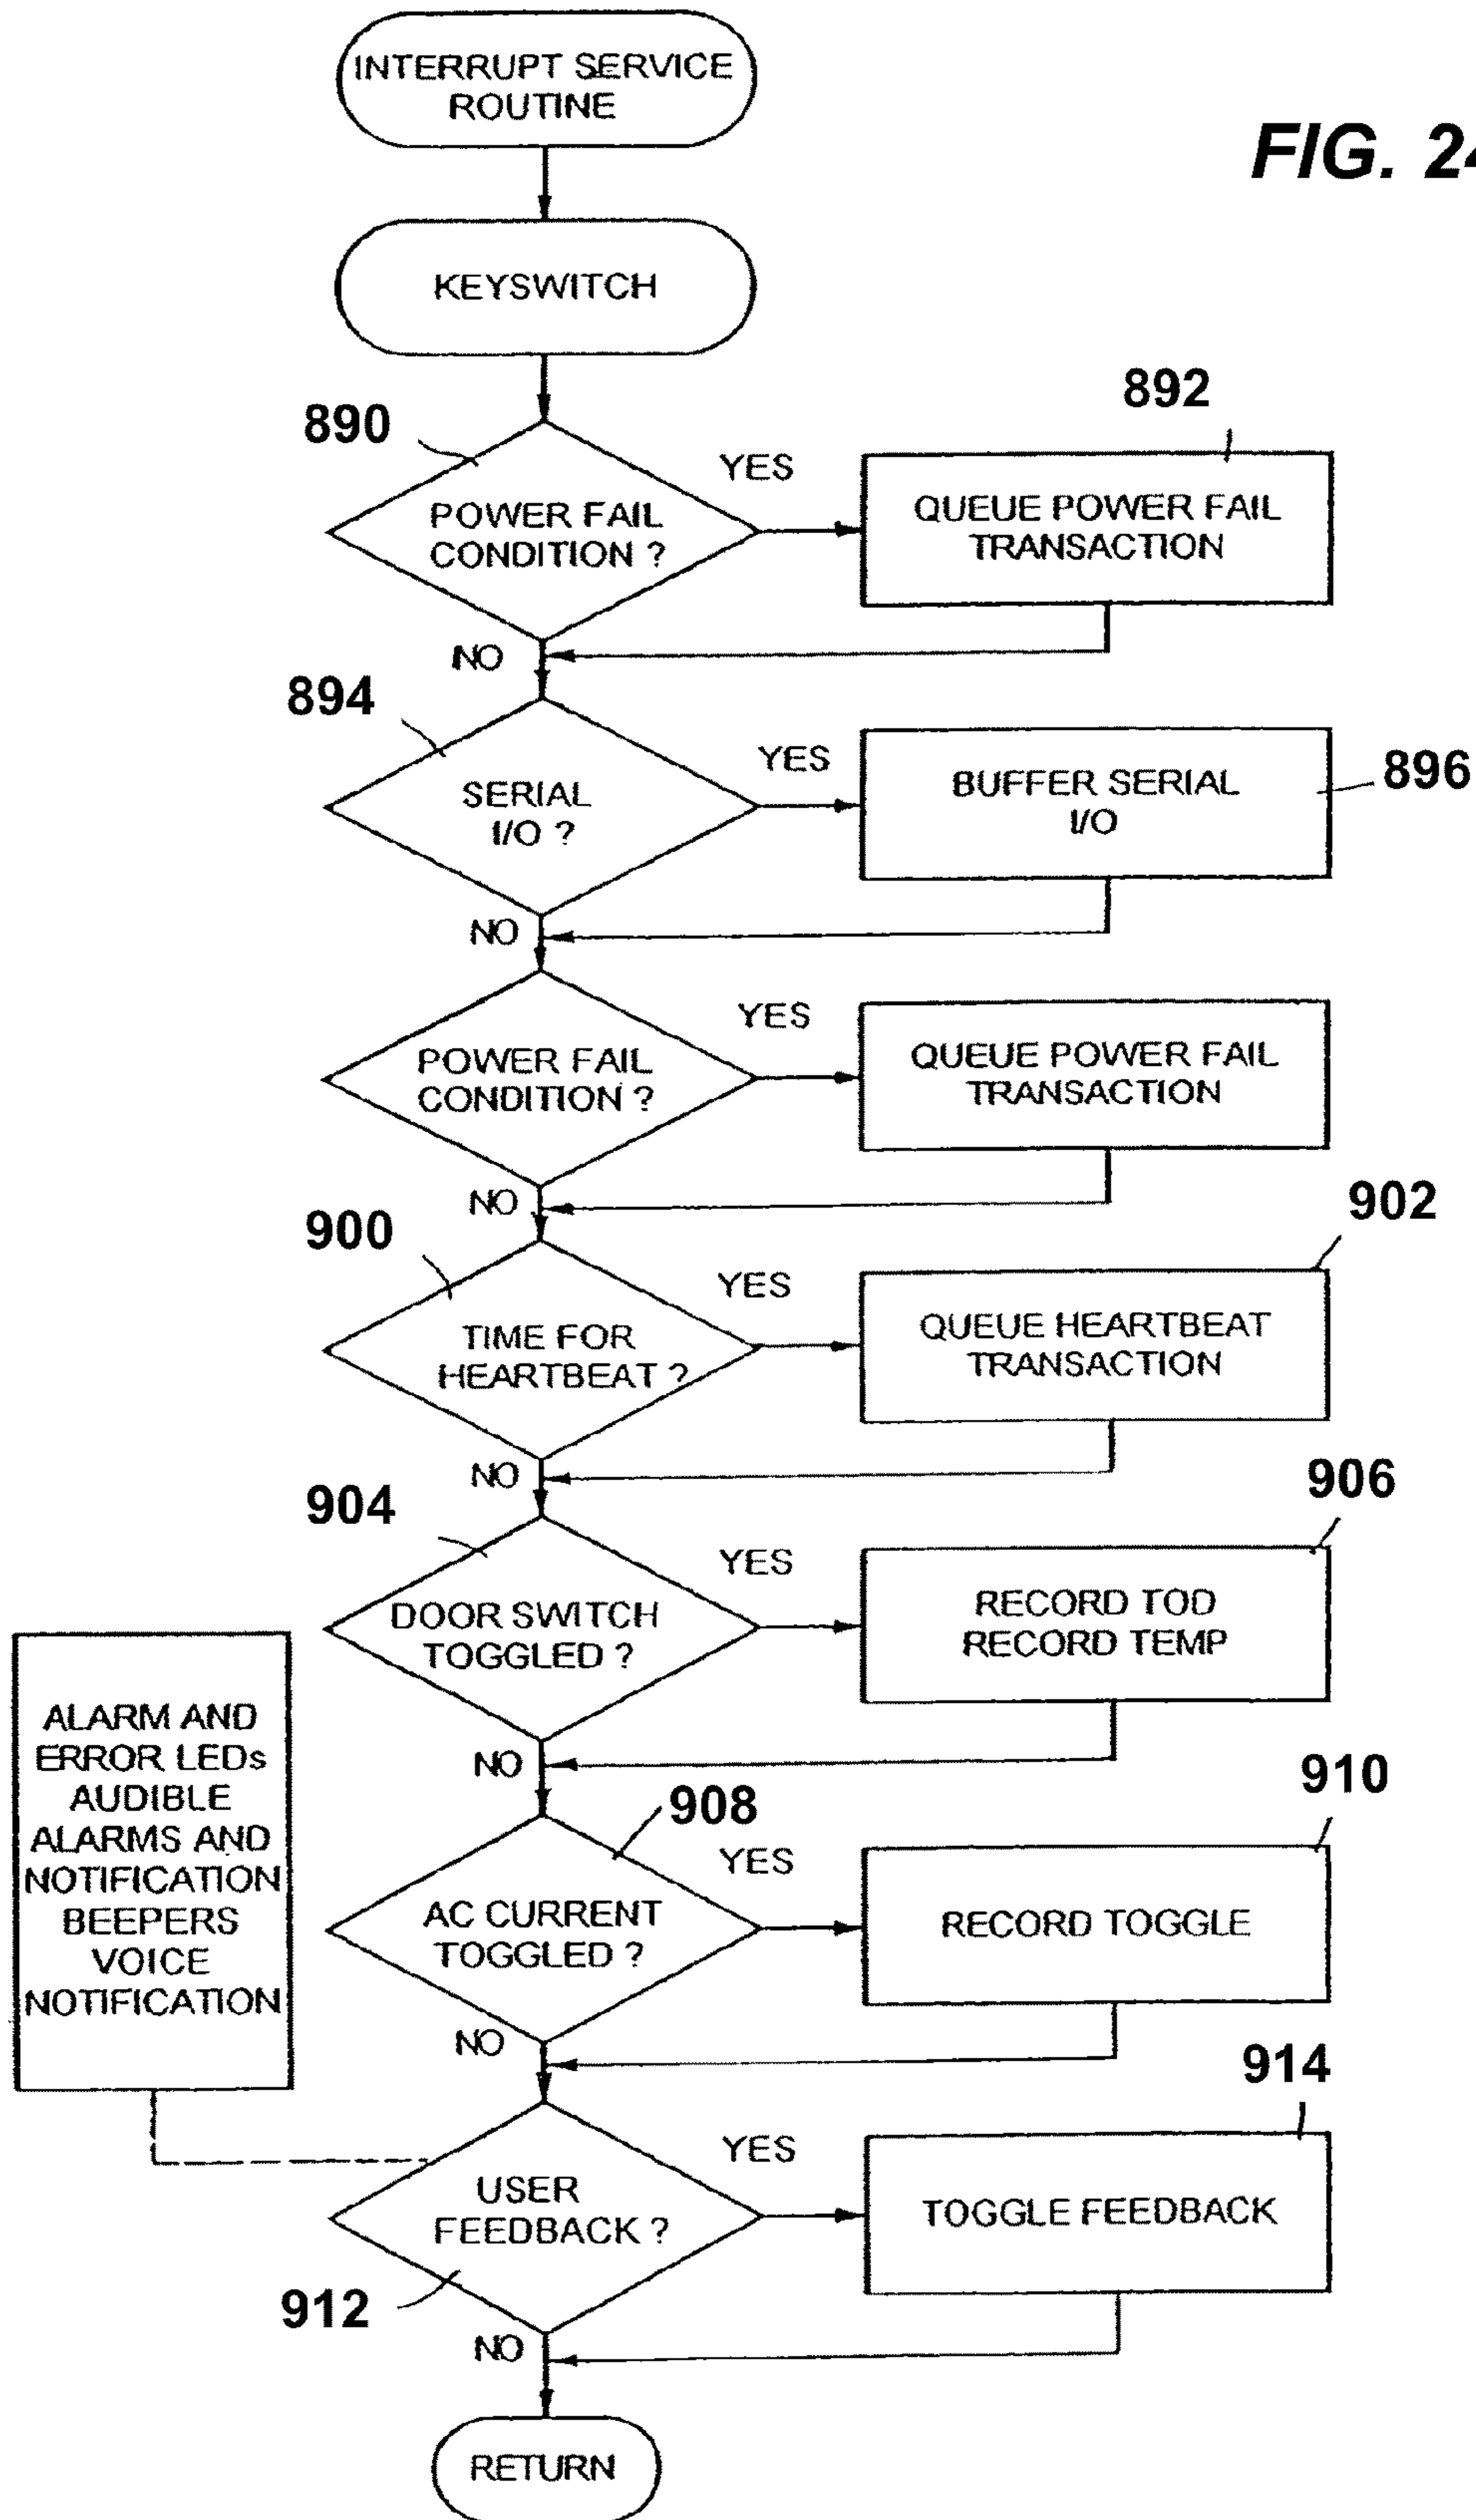 INTERRUPT SERVICE
ROUTINE
FIG. 24
KEYSWITCH
890
POWER FAIL
CONDITION ?
YES
892
QUEUE POWER FAIL
TRANSACTION
NO
894
SERIAL
I/O ?
YES
BUFFER SERIAL
I/O
896
NO
POWER FAIL
CONDITION ?
YES
QUEUE POWER FAIL
TRANSACTION
NO
900
TIME FOR
HEARTBEAT ?
YES
902
QUEUE HEARTBEAT
TRANSACTION
NO
904
DOOR SWITCH
TOGGLED ?
YES
906
RECORD TOD
RECORD TEMP
NO
ALARM AND
ERROR LEDs
AUDIBLE
ALARMS AND
NOTIFICATION
BEEPERS
VOICE
NOTIFICATION
908
AC CURRENT
TOGGLED ?
YES
910
RECORD TOGGLE
NO
USER
FEEDBACK ?
912
YES
914
TOGGLE FEEDBACK
NO
RETURN